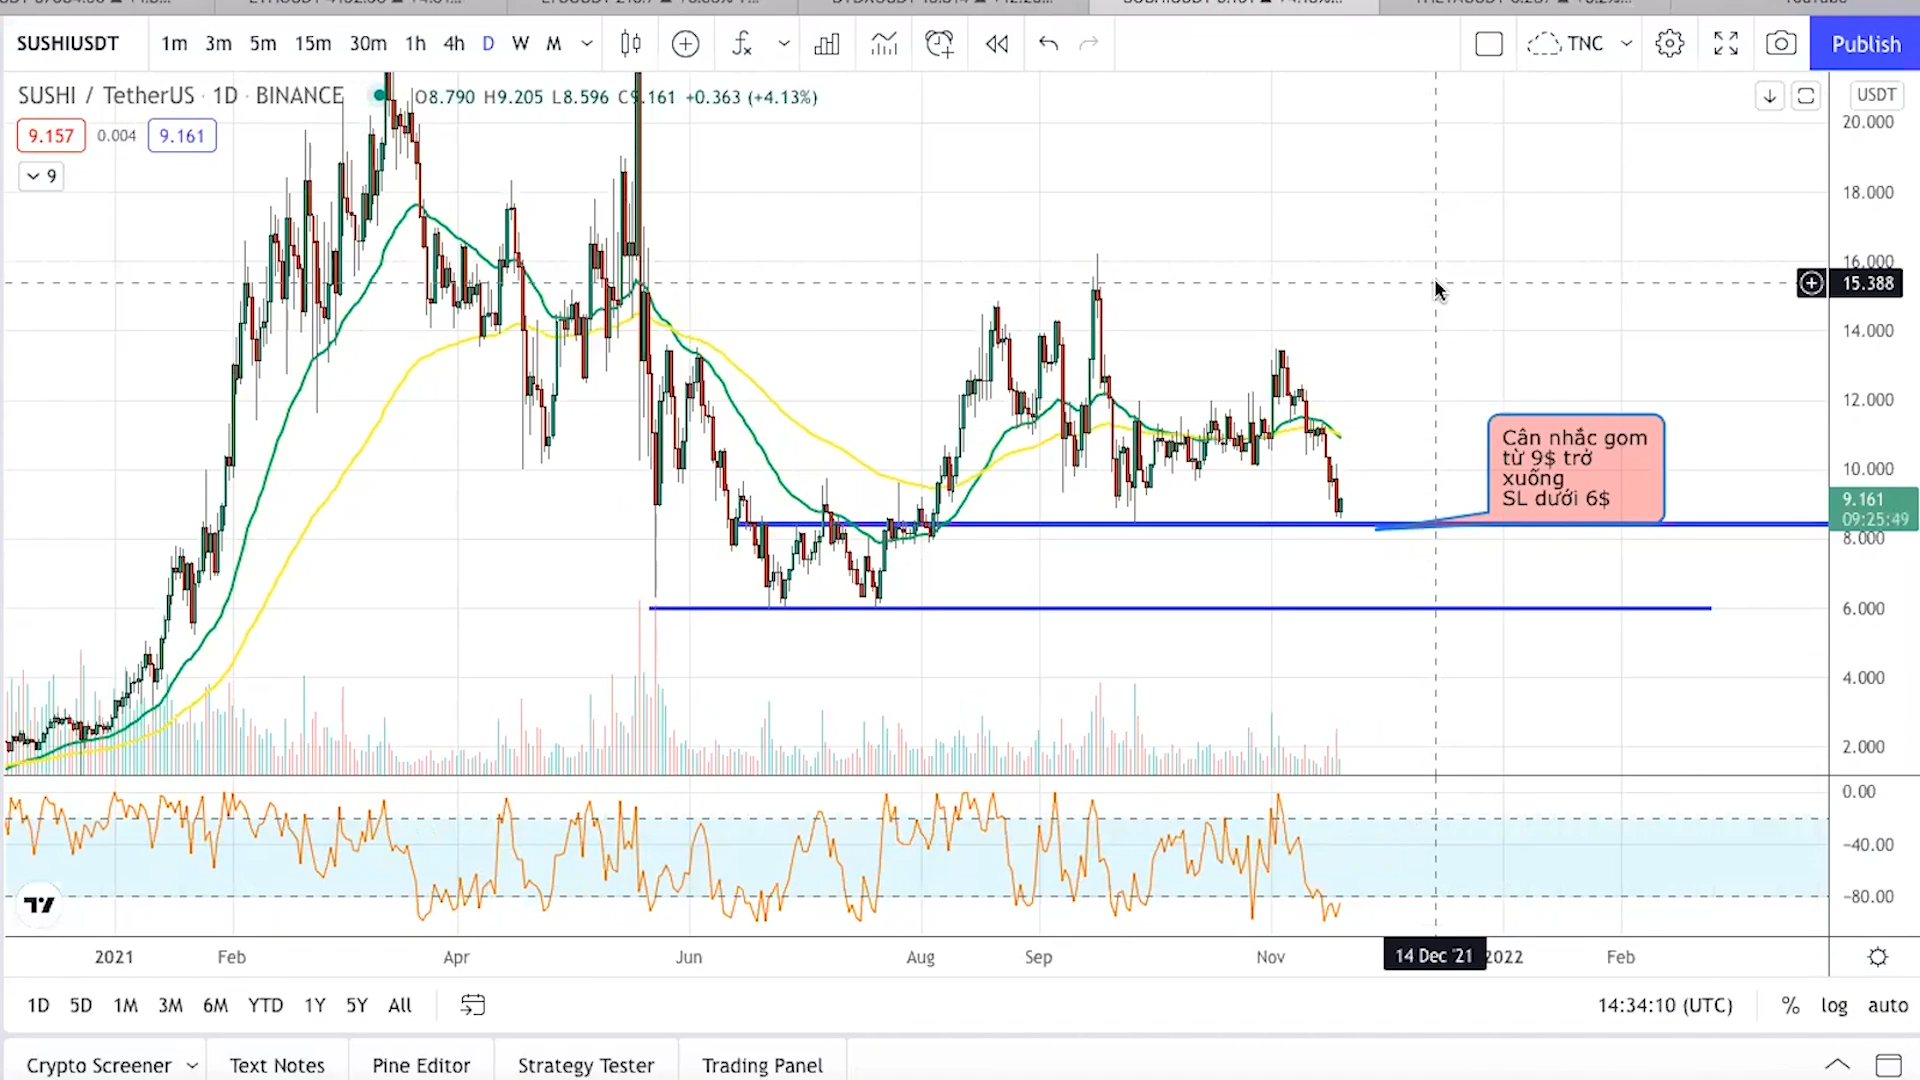 SUSHIUSDT 1m 3m 5m 15m 30m 1h 4h D W M TNC Publish
SUSHI / TetherUS · 1D · BINANCE O8.790 H9.205 L8.596 C9.161 +0.363 (+4.13%) USDT
9.157 0.004 9.161
9
20.000
18.000
16.000
15.388
14.000
12.000
10.000
9.161
09:25:49
8.000
6.000
4.000
2.000
Cân nhắc gom
từ 9$ trở
xuống
SL dưới 6$
0.00
-40.00
-80.00
2021 Feb Apr Jun Aug Sep Nov 14 Dec '21 2022 Feb
1D 5D 1M 3M 6M YTD 1Y 5Y All 14:34:10 (UTC) % log auto
Crypto Screener Text Notes Pine Editor Strategy Tester Trading Panel